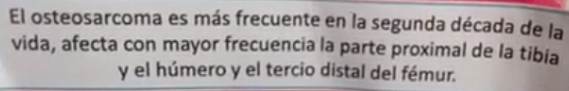 El osteosarcoma es más frecuente en la segunda década de la
vida, afecta con mayor frecuencia la parte proximal de la tibia
y el húmero y el tercio distal del fémur.